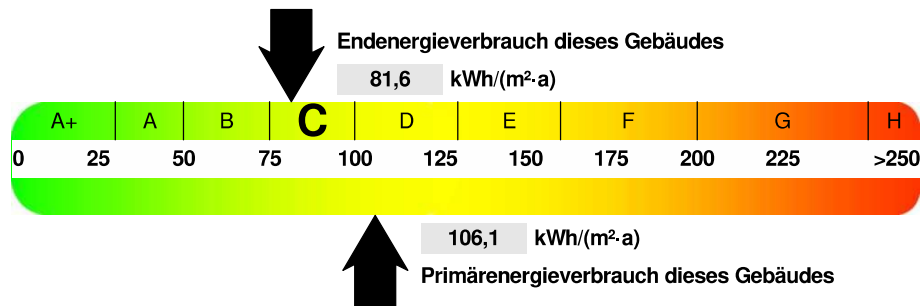 Endenergieverbrauch dieses Gebäudes
81,6 kWh/(m²·a)
A+ A B C D E F G H
0 25 50 75 100 125 150 175 200 225 >250
106,1 kWh/(m²·a)
Primärenergieverbrauch dieses Gebäudes